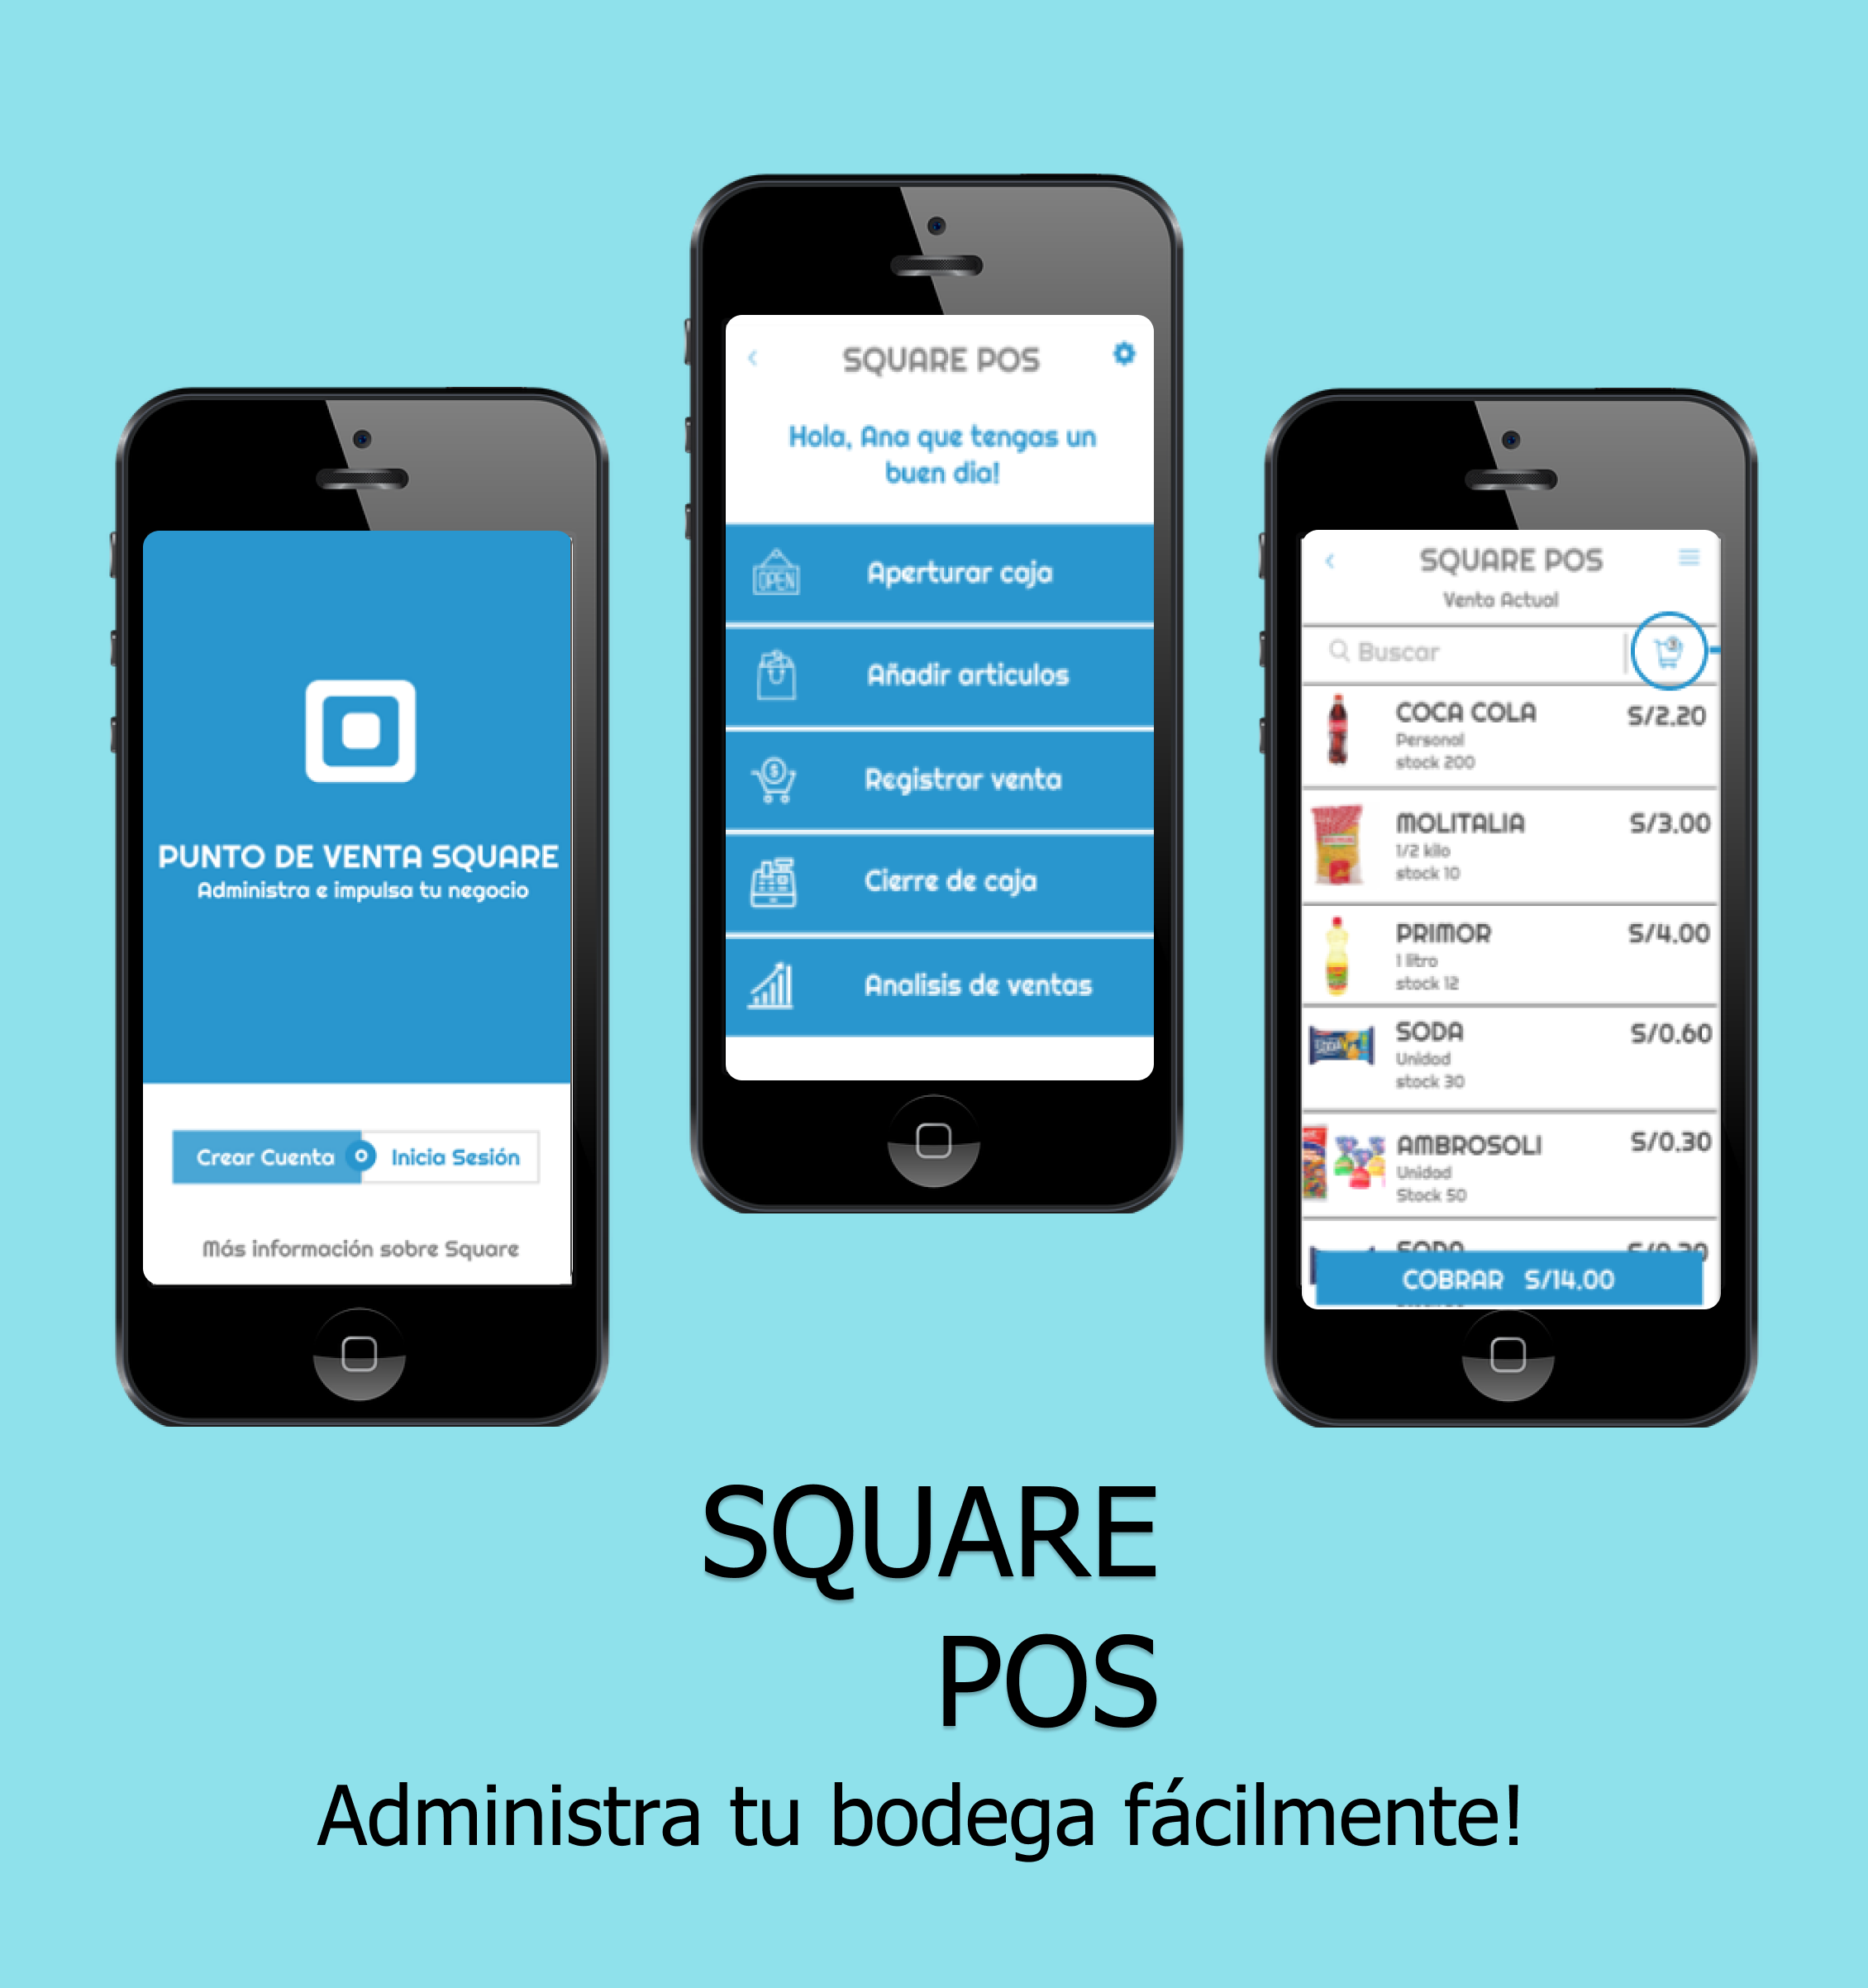 PUNTO DE VENTA SQUARE
Administra e impulsa tu negocio
Crear Cuenta
Inicia Sesión
Más información sobre Square
SQUARE POS
Hola, Ana que tengas un
buen dia!
OPEN
Aperturar caja
Añadir articulos
Registrar venta
Cierre de caja
Analisis de ventas
SQUARE POS
Venta Actual
Buscar
COCA COLA S/2.20
Personal
stock 200
MOLITALIA S/3.00
1/2 kilo
stock 10
PRIMOR S/4.00
1 litro
stock 12
SODA S/0.60
Unidad
stock 30
AMBROSOLI S/0.30
Unidad
Stock 50
SODA
COBRAR S/14.00
SQUARE
POS
Administra tu bodega fácilmente!